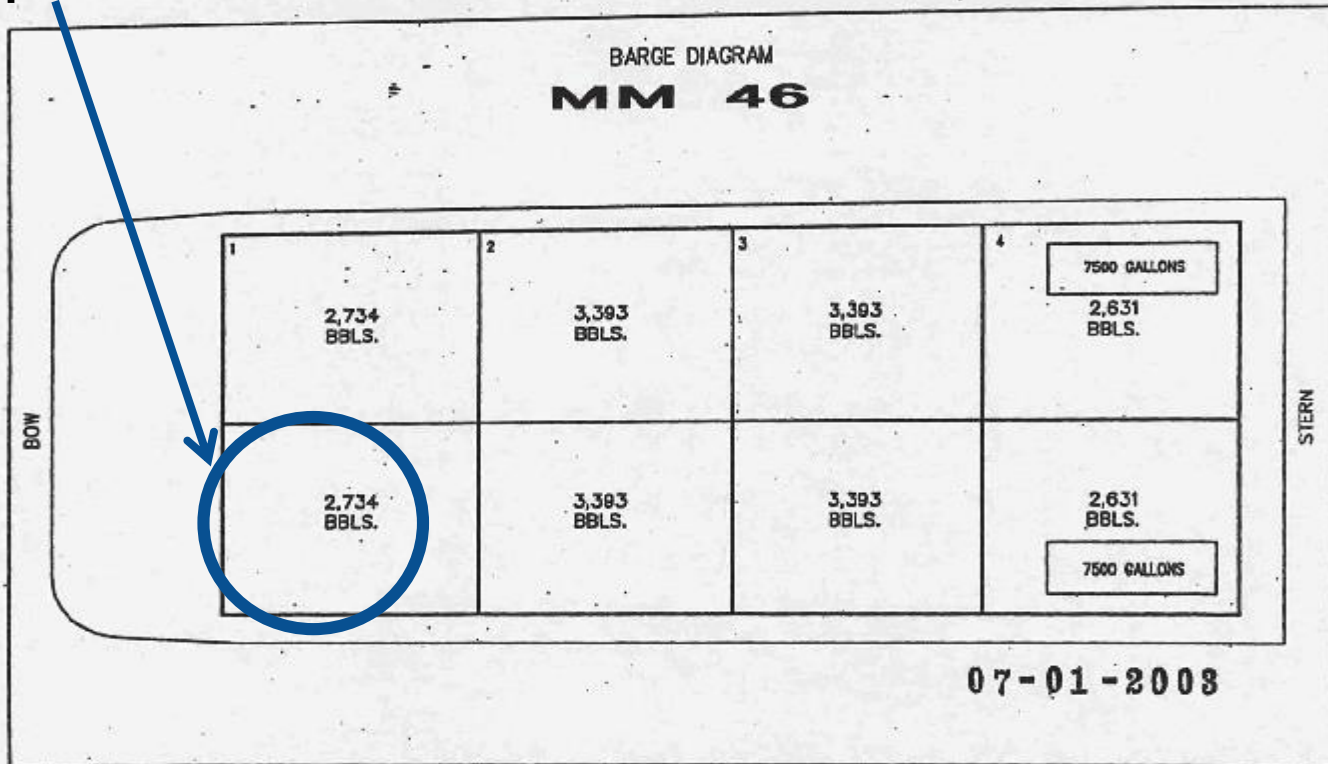 BARGE DIAGRAM
MM 46
1
2
3
4
7500 GALLONS
2,734
BBLS.
3,393
BBLS.
3,393
BBLS.
2,631
BBLS.
BOW
STERN
2,734
BBLS.
3,393
BBLS.
3,393
BBLS.
2,631
BBLS.
7500 GALLONS
07-01-2003